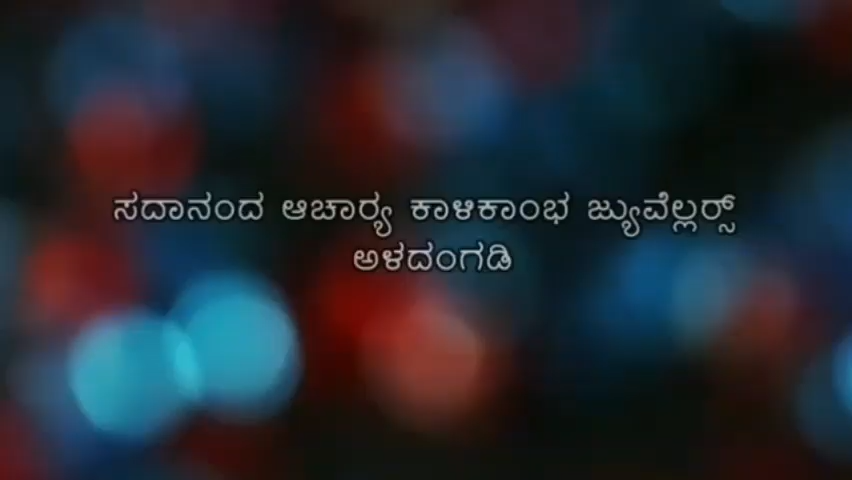 ಸದಾನಂದ ಆಚಾರ‍್ಯ ಕಾಳಿಕಾಂಭ ಜ್ಯುವೆಲ್ಲರ‍್ಸ್
ಅಳದಂಗಡಿ